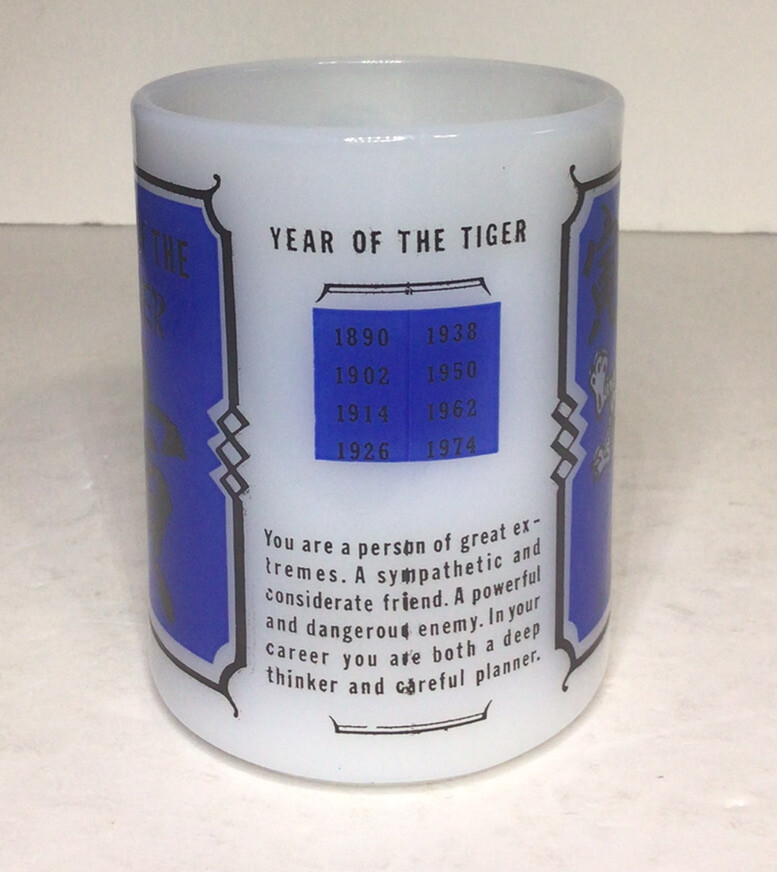 YEAR OF THE TIGER
1890 1938
1902 1950
1914 1962
1926 1974
You are a person of great ex-
tremes. A sympathetic and
considerate friend. A powerful
and dangerous enemy. In your
career you are both a deep
thinker and careful planner.
THE